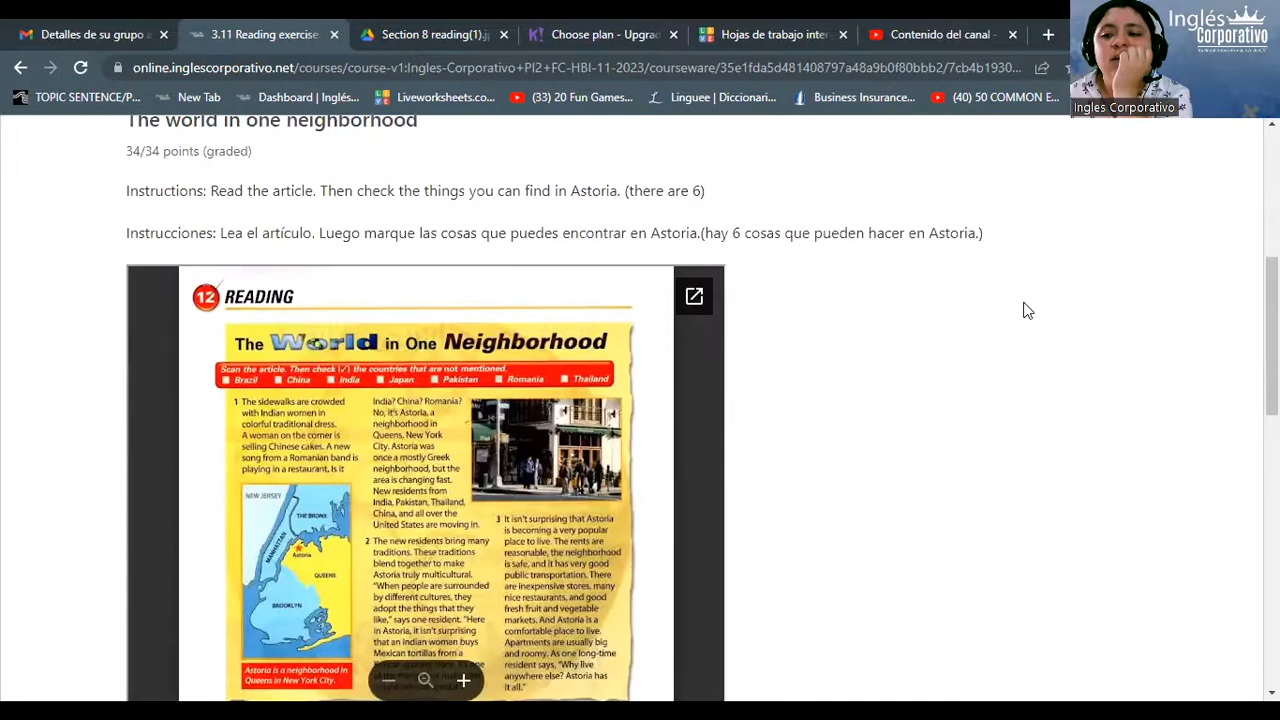 Detalles de su grupo a
3.11 Reading exercise
Section 8 reading(1).j
Choose plan - Upgrad
Hojas de trabajo inter
Contenido del canal -
online.inglescorporativo.net/courses/course-v1:Ingles-Corporativo+PI2-HC-HBI-11-2023/courseware/35e1fda5d481408787a48a9b0f80bbb2/7cb4b1930...
TOPIC SENTENCE/P...
New Tab
Dashboard | Inglés...
Liveworksheets.co...
(33) 20 Fun Games...
Linguee | Diccionari...
Business Insurance...
(40) 50 COMMON E...
Inglés
Corporativo
Ingles Corporativo
The world in one neighborhood
34/34 points (graded)
Instructions: Read the article. Then check the things you can find in Astoria. (there are 6)
Instrucciones: Lea el artículo. Luego marque las cosas que puedes encontrar en Astoria.(hay 6 cosas que pueden hacer en Astoria.)
12 READING
The World in One Neighborhood
Scan the article. Then check (✓) the countries that are not mentioned.
Brazil China India Japan Pakistan Romania Thailand
1 The sidewalks are crowded
with Indian women in
colorful traditional dress.
A woman on the corner is
selling Chinese cakes. A new
song from a Romanian band is
playing in a restaurant. Is it
India? China? Romania?
No, it's Astoria, a
neighborhood in
Queens, New York
City. Astoria was
once a mostly Greek
neighborhood, but the
area is changing fast.
New residents from
India, Pakistan, Thailand,
China, and all over the
United States are moving in.
2 The new residents bring many
traditions. These traditions
blend together to make
Astoria truly multicultural.
"When people are surrounded
by different cultures, they
adopt the things that they
like," says one resident. "Here
in Astoria, it isn't surprising
that an Indian woman buys
Mexican tortillas from a
3 It isn't surprising that Astoria
is becoming a very popular
place to live. The rents are
reasonable, the neighborhood
is safe, and it has very good
public transportation. There
are inexpensive stores, many
nice restaurants, and good
fresh fruit and vegetable
markets. And Astoria is a
comfortable place to live.
Apartments are usually big
and roomy. As one long-time
resident says, "Why live
anywhere else? Astoria has
it all."
NEW JERSEY
THE BRONX
MANHATTAN
Astoria
QUEENS
BROOKLYN
Astoria is a neighborhood in
Queens in New York City.